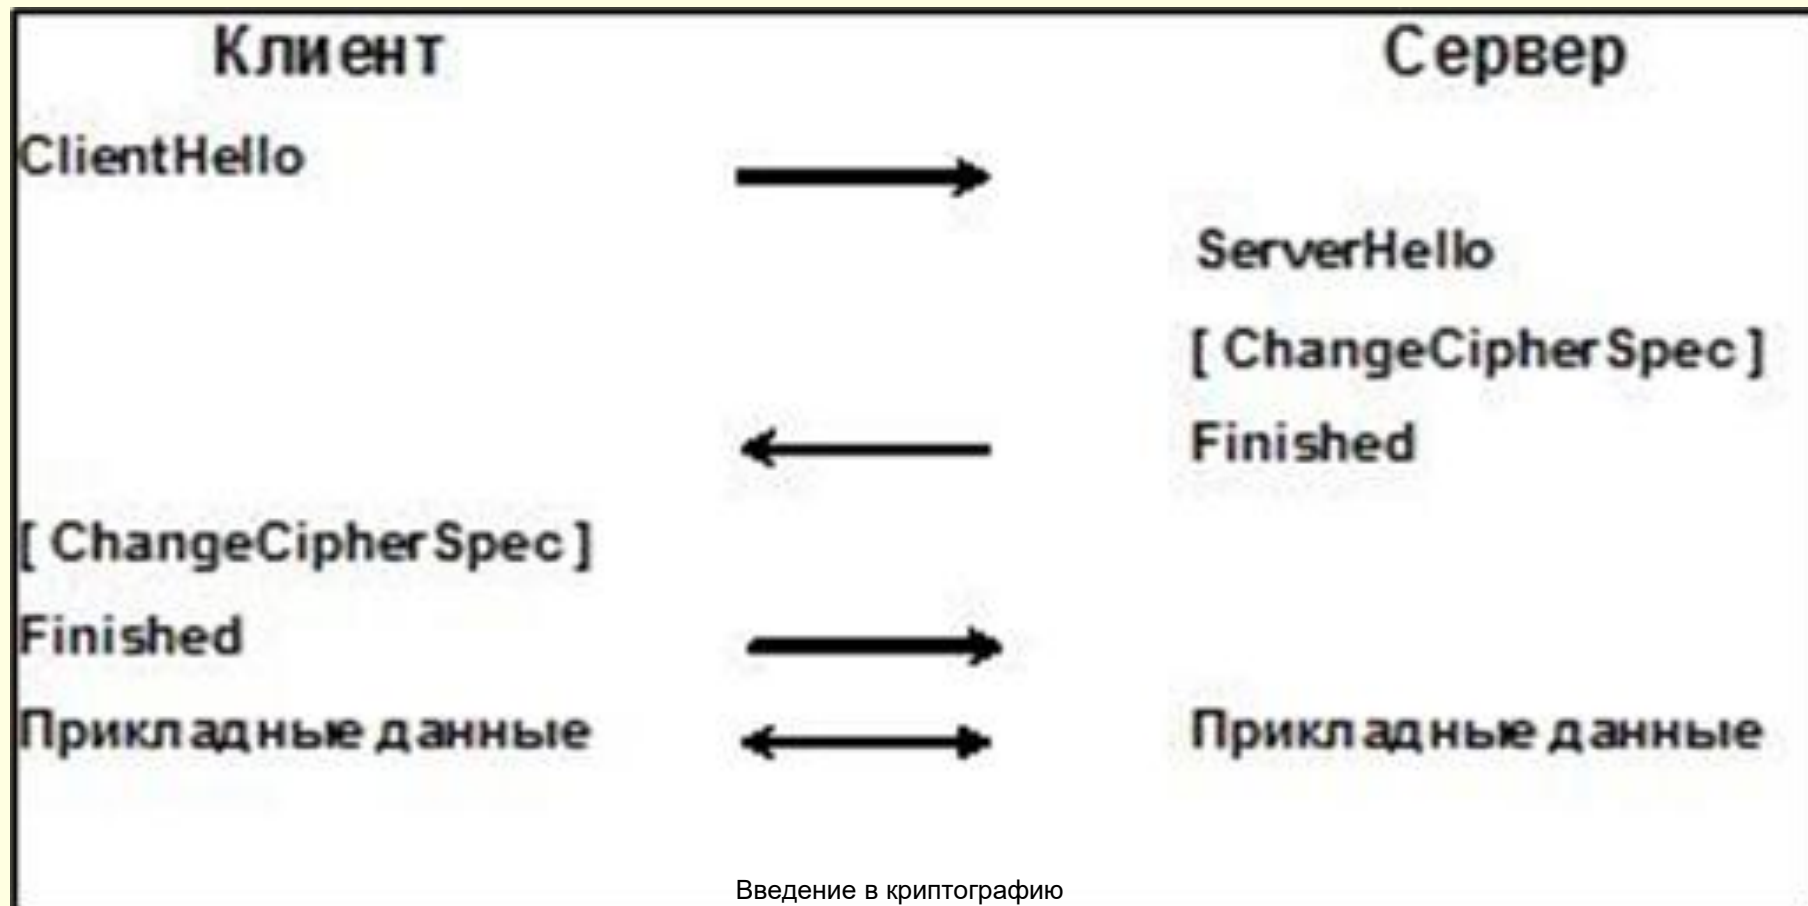 Клиент Сервер
ClientHello
ServerHello
[ ChangeCipherSpec ]
Finished
[ ChangeCipherSpec ]
Finished
Прикладные данные Прикладные данные
Введение в криптографию